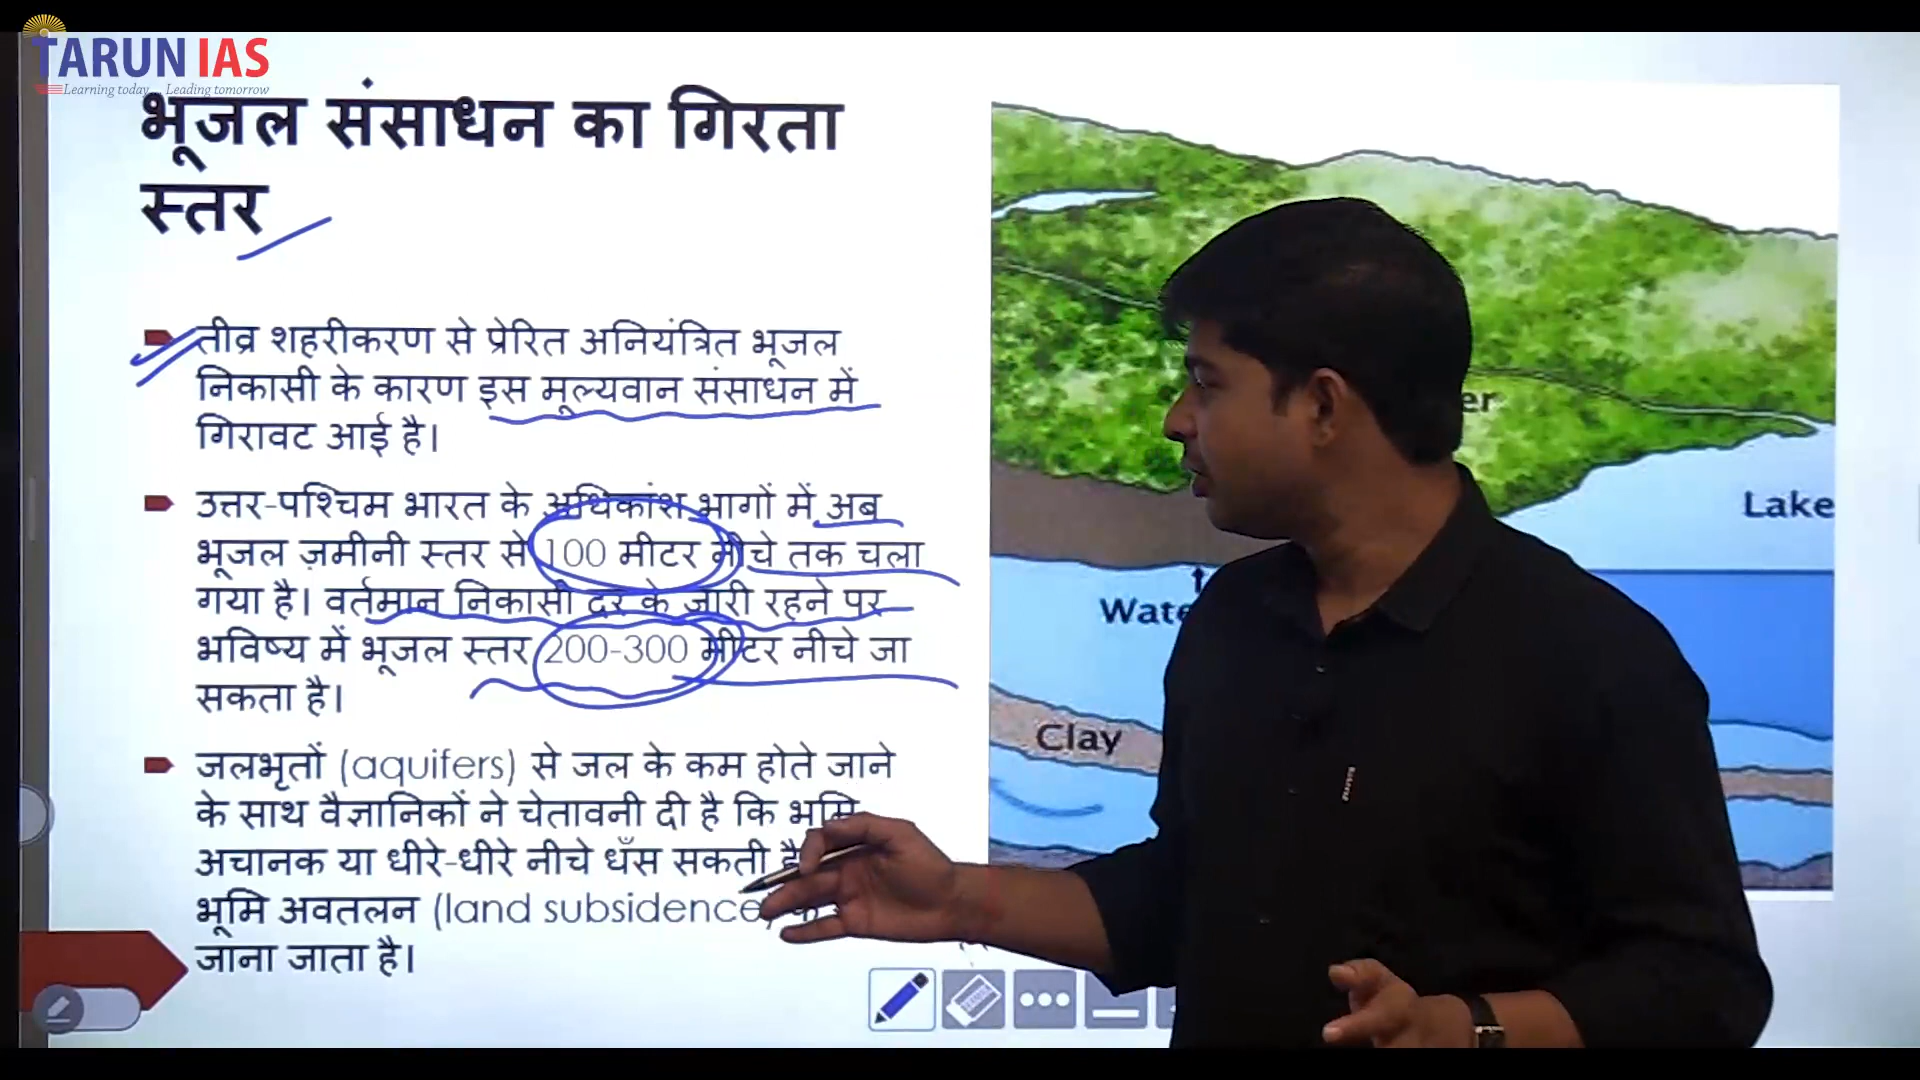 TARUN IAS
Learning today... Leading tomorrow
भूजल संसाधन का गिरता
स्तर
तीव्र शहरीकरण से प्रेरित अनियंत्रित भूजल
निकासी के कारण इस मूल्यवान संसाधन में
गिरावट आई है।
उत्तर-पश्चिम भारत के अधिकांश भागों में अब
भूजल ज़मीनी स्तर से 100 मीटर नीचे तक चला
गया है। वर्तमान निकासी दर के जारी रहने पर
भविष्य में भूजल स्तर 200-300 मीटर नीचे जा
सकता है।
जलभृतों (aquifers) से जल के कम होते जाने
के साथ वैज्ञानिकों ने चेतावनी दी है कि भूमि
अचानक या धीरे-धीरे नीचे धँस सकती है
भूमि अवतलन (land subsidence)
जाना जाता है।
Lake
Clay